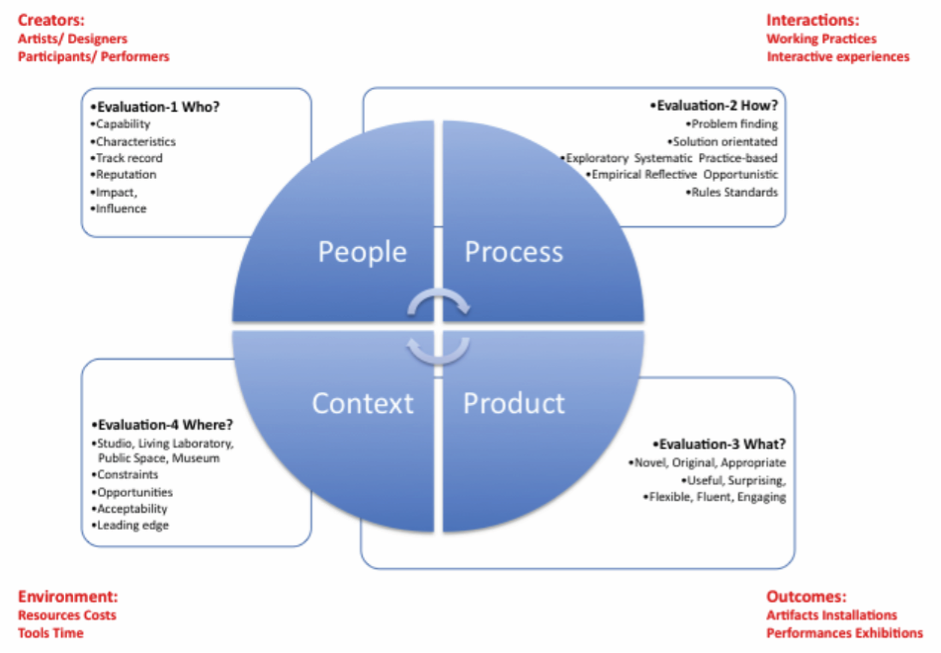 Creators:
Artists/ Designers
Participants/ Performers
Interactions:
Working Practices
Interactive experiences
•Evaluation-1 Who?
•Capability
•Characteristics
•Track record
•Reputation
•Impact,
•Influence
•Evaluation-2 How?
•Problem finding
•Solution orientated
•Exploratory Systematic Practice-based
•Empirical Reflective Opportunistic
•Rules Standards
People
Process
Context
Product
•Evaluation-4 Where?
•Studio, Living Laboratory,
Public Space, Museum
•Constraints
•Opportunities
•Acceptability
•Leading edge
•Evaluation-3 What?
•Novel, Original, Appropriate
•Useful, Surprising,
•Flexible, Fluent, Engaging
Environment:
Resources Costs
Tools Time
Outcomes:
Artifacts Installations
Performances Exhibitions